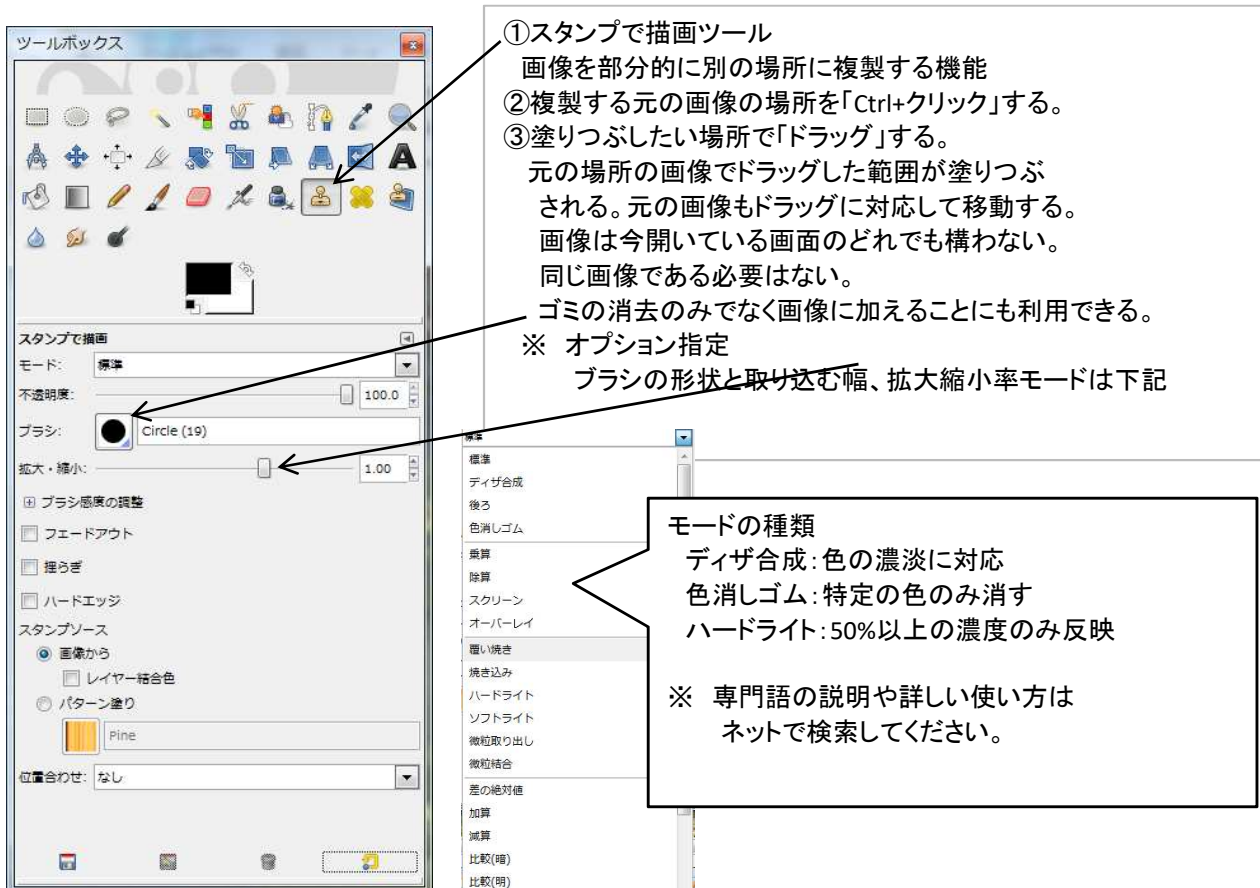 ツールボックス
スタンプで描画
モード: 標準
不透明度: 100.0
ブラシ: Circle (19)
拡大・縮小: 1.00
ブラシ感度の調整
フェードアウト
揺らぎ
ハードエッジ
スタンプソース
画像から
レイヤー結合色
パターン塗り
Pine
位置合わせ: なし
①スタンプで描画ツール
画像を部分的に別の場所に複製する機能
②複製する元の画像の場所を「Ctrl+クリック」する。
③塗りつぶしたい場所で「ドラッグ」する。
元の場所の画像でドラッグした範囲が塗りつぶ
される。元の画像もドラッグに対応して移動する。
画像は今開いている画面のどれでも構わない。
同じ画像である必要はない。
ゴミの消去のみでなく画像に加えることにも利用できる。
※ オプション指定
ブラシの形状と取り込む幅、拡大縮小率モードは下記
標準
標準
ディザ合成
後ろ
色消しゴム
乗算
除算
スクリーン
オーバーレイ
覆い焼き
焼き込み
ハードライト
ソフトライト
微粒取り出し
微粒結合
差の絶対値
加算
減算
比較(暗)
比較(明)
モードの種類
ディザ合成:色の濃淡に対応
色消しゴム:特定の色のみ消す
ハードライト:50%以上の濃度のみ反映
※ 専門語の説明や詳しい使い方は
ネットで検索してください。